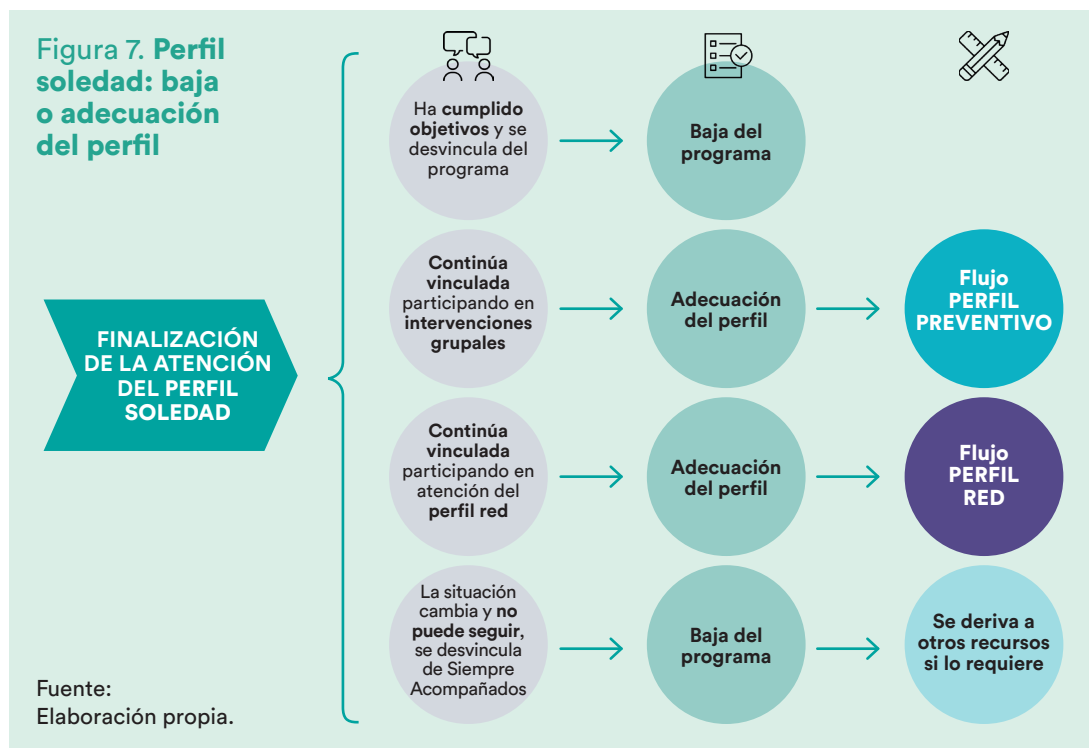 Figura 7. Perfil
soledad: baja
o adecuación
del perfil
FINALIZACIÓN
DE LA ATENCIÓN
DEL PERFIL
SOLEDAD
Ha cumplido
objetivos y se
desvincula del
programa
Baja del
programa
Continúa
vinculada
participando en
intervenciones
grupales
Adecuación
del perfil
Flujo
PERFIL
PREVENTIVO
Continúa
vinculada
participando en
atención del
perfil red
Adecuación
del perfil
Flujo
PERFIL
RED
La situación
cambia y no
puede seguir,
se desvincula
de Siempre
Acompañados
Baja del
programa
Se deriva a
otros recursos
si lo requiere
Fuente:
Elaboración propia.